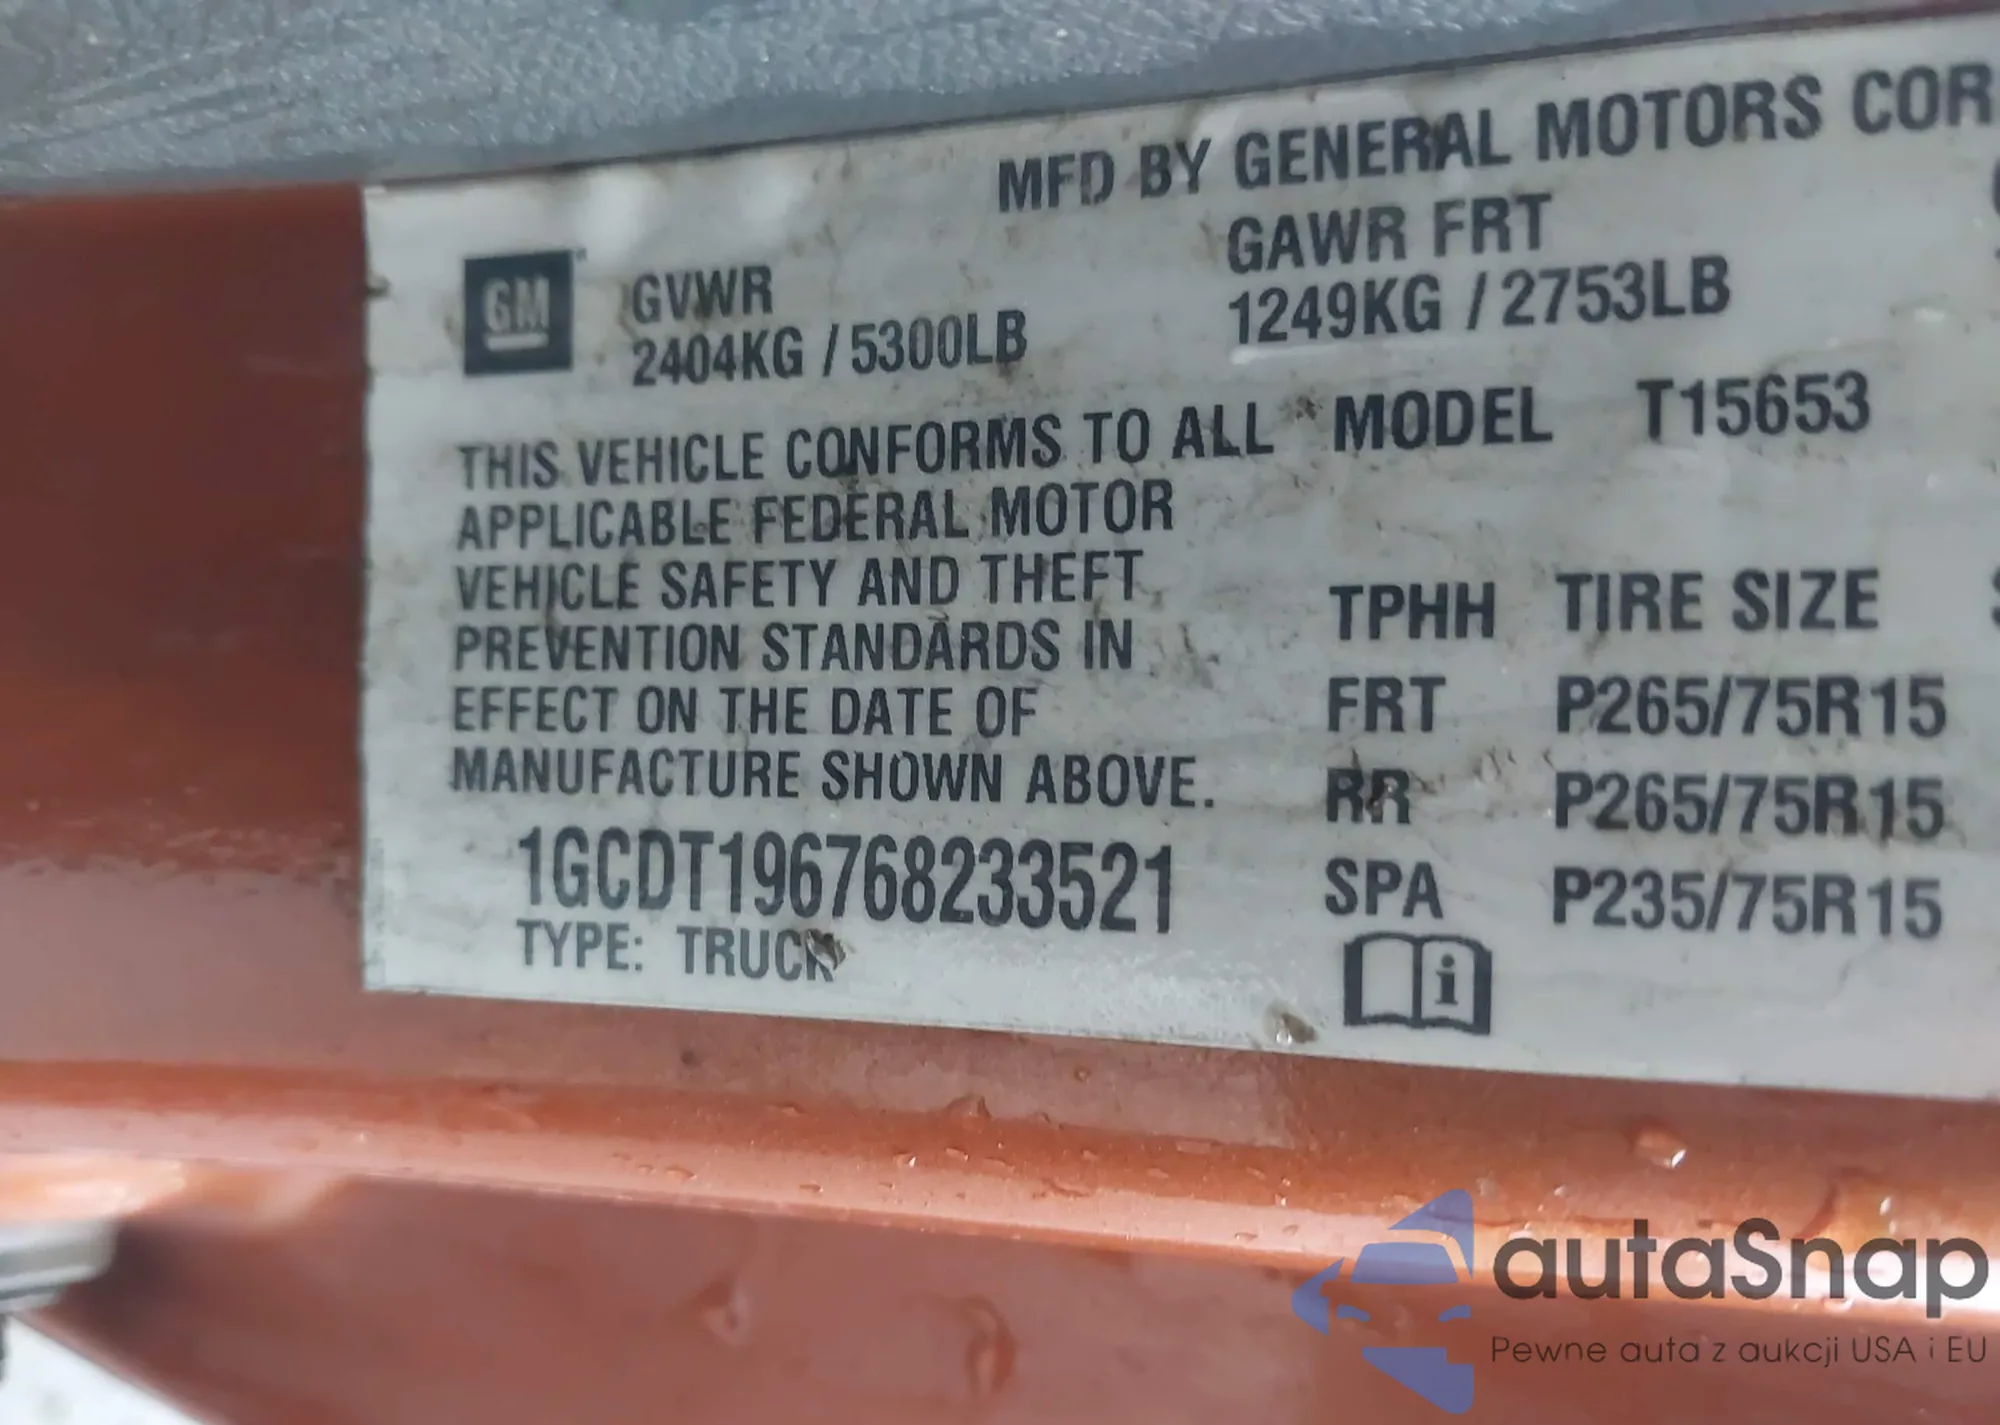 MFD BY GENERAL MOTORS COR
GM
GVWR
2404KG / 5300LB
GAWR FRT
1249KG / 2753LB
THIS VEHICLE CONFORMS TO ALL
APPLICABLE FEDERAL MOTOR
VEHICLE SAFETY AND THEFT
PREVENTION STANDARDS IN
EFFECT ON THE DATE OF
MANUFACTURE SHOWN ABOVE.
1GCDT196768233521
TYPE: TRUCK
MODEL T15653
TPHH TIRE SIZE
FRT P265/75R15
RR P265/75R15
SPA P235/75R15
i
autaSnap
Pewne auta z aukcji USA i EU